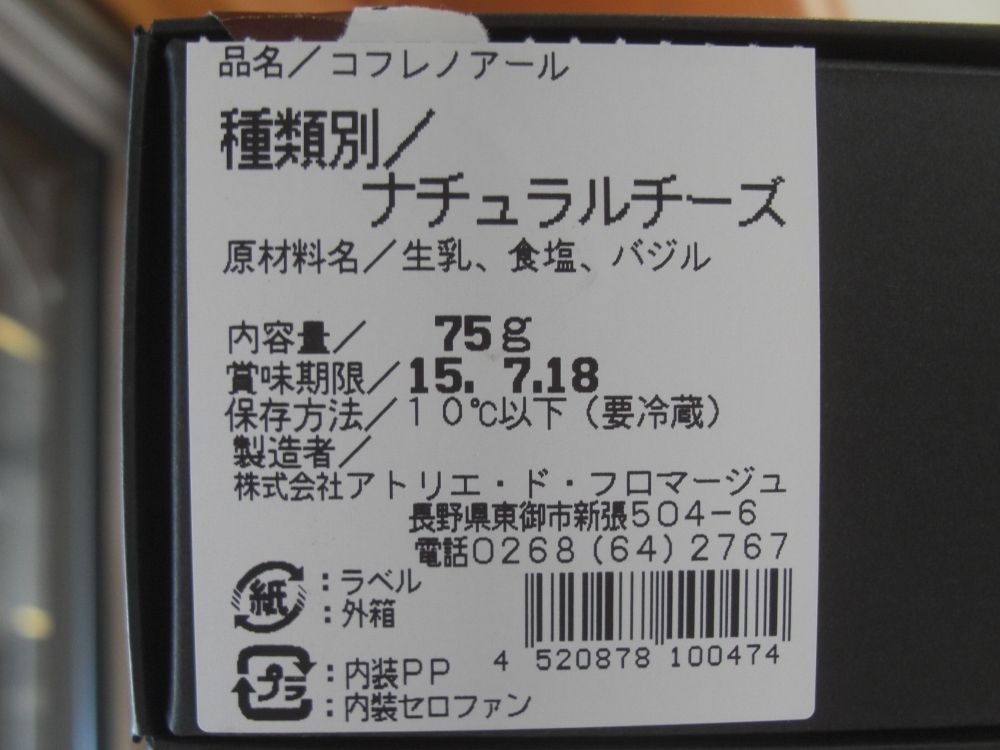 品名／コフレノアール
種類別／
ナチュラルチーズ
原材料名／生乳、食塩、バジル
内容量／ 75g
賞味期限／15. 7.18
保存方法／10℃以下（要冷蔵）
製造者／
株式会社アトリエ・ド・フロマージュ
長野県東御市新張504-6
電話0268(64)2767
紙：ラベル
：外箱
4 520878 100474
プラ：内装PP
：内装セロファン